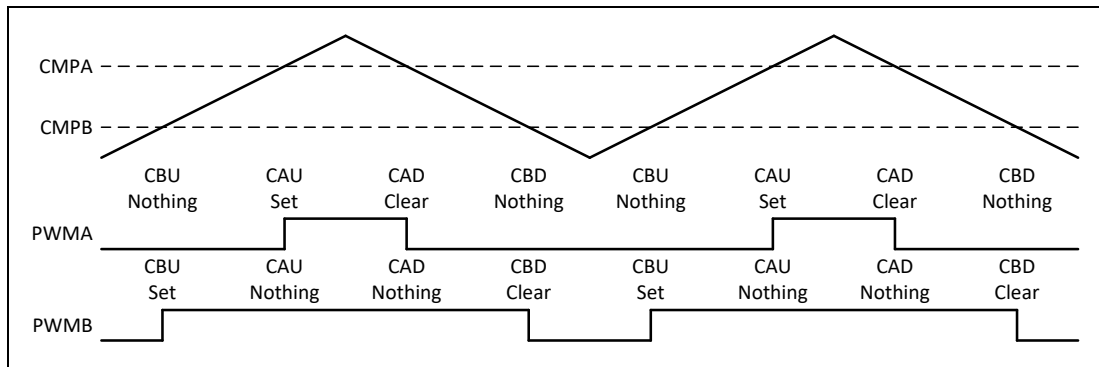 CMPA
CMPB
CBU CAU CAD CBD CBU CAU CAD CBD
Nothing Set Clear Nothing Nothing Set Clear Nothing
PWMA
CBU CAU CAD CBD CBU CAU CAD CBD
Set Nothing Nothing Clear Set Nothing Nothing Clear
PWMB